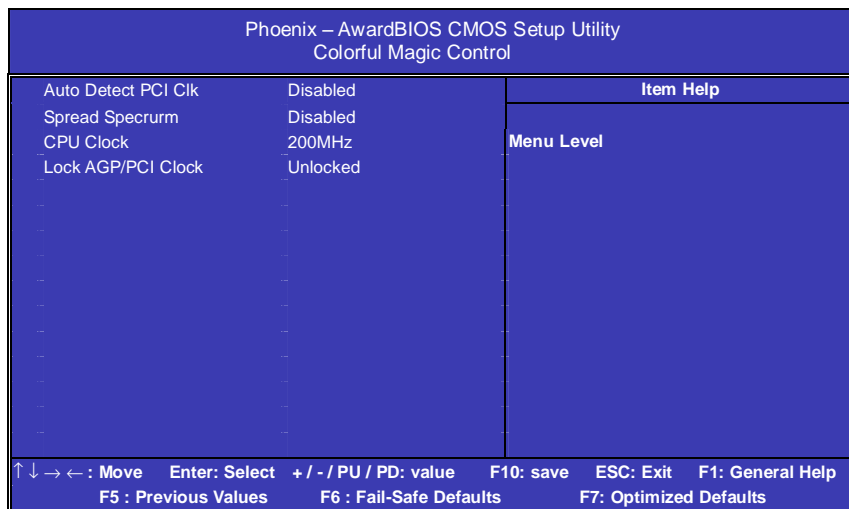 Phoenix – AwardBIOS CMOS Setup Utility
Colorful Magic Control
Auto Detect PCI Clk Disabled Item Help
Spread Specrurm Disabled
CPU Clock 200MHz Menu Level
Lock AGP/PCI Clock Unlocked
↑↓→←: Move Enter: Select + / - / PU / PD: value F10: save ESC: Exit F1: General Help
F5 : Previous Values F6 : Fail-Safe Defaults F7: Optimized Defaults